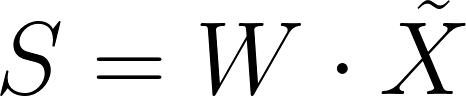 S = W · X̃